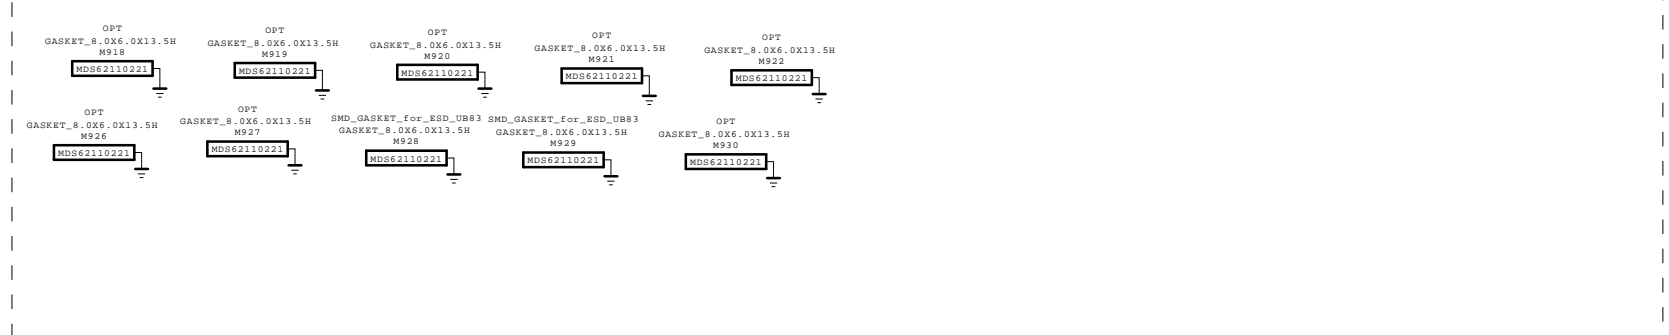 OPT
GASKET_8.0X6.0X13.5H
M918
MDS62110221
OPT
GASKET_8.0X6.0X13.5H
M919
MDS62110221
OPT
GASKET_8.0X6.0X13.5H
M920
MDS62110221
OPT
GASKET_8.0X6.0X13.5H
M921
MDS62110221
OPT
GASKET_8.0X6.0X13.5H
M922
MDS62110221
OPT
GASKET_8.0X6.0X13.5H
M926
MDS62110221
OPT
GASKET_8.0X6.0X13.5H
M927
MDS62110221
SMD_GASKET_for_ESD_UB83
GASKET_8.0X6.0X13.5H
M928
MDS62110221
SMD_GASKET_for_ESD_UB83
GASKET_8.0X6.0X13.5H
M929
MDS62110221
OPT
GASKET_8.0X6.0X13.5H
M930
MDS62110221